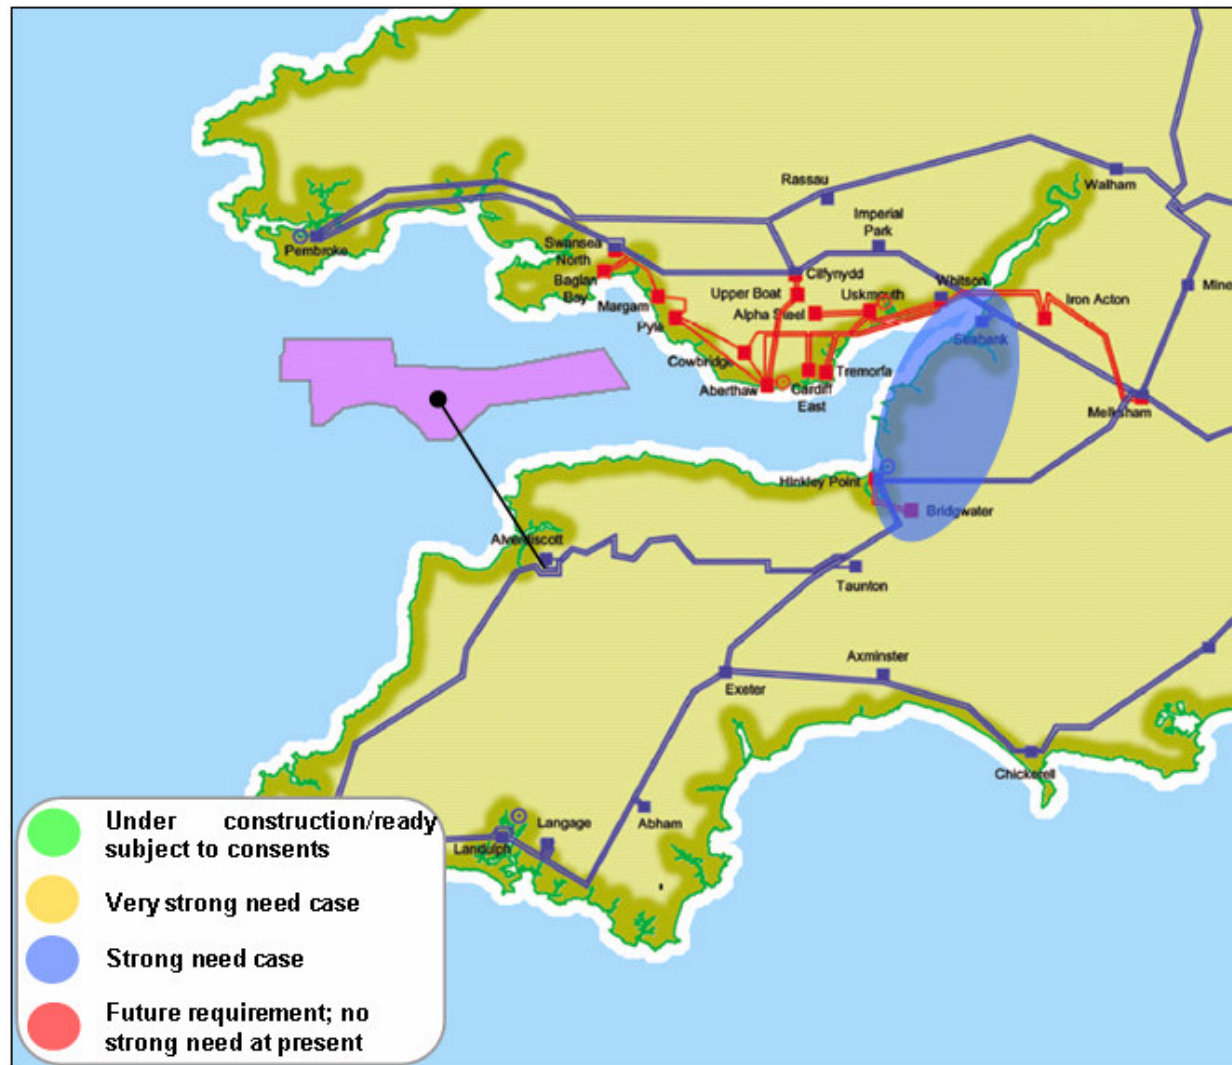 Rassau
Walham
Imperial
Park
Pembroke
Swansea
North
Cilfynydd
Baglan
Bay
Upper Boat
Uskmouth
Whitson
Mine
Margam
Alpha Steel
Iron Acton
Pyle
Seabank
Cowbridge
Tremorfa
Aberthaw
Cardiff
East
Melksham
Hinkley Point
Bridgwater
Alverdiscott
Taunton
Axminster
Exeter
Chickerell
Langage
Abham
Landulph
Under construction/ready
subject to consents
Very strong need case
Strong need case
Future requirement; no
strong need at present